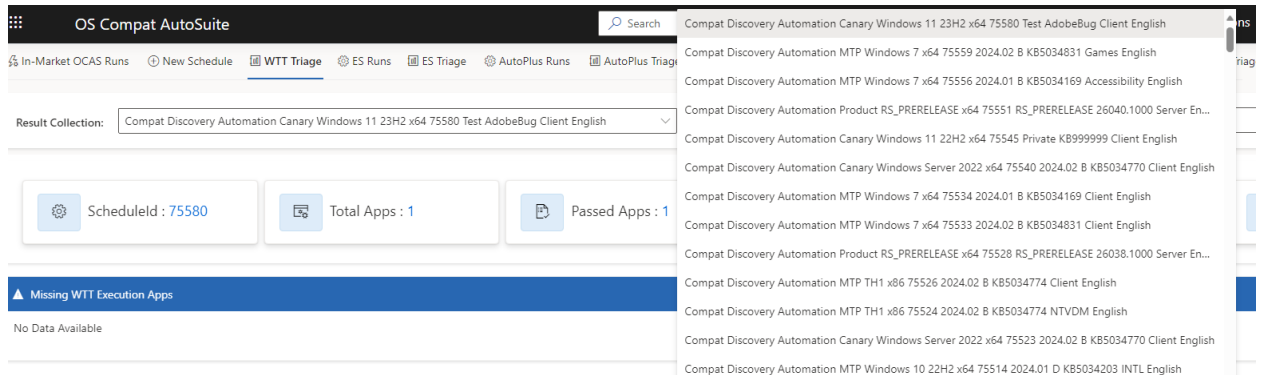 OS Compat AutoSuite
Search
ns
In-Market OCAS Runs
New Schedule
WTT Triage
ES Runs
ES Triage
AutoPlus Runs
AutoPlus Triage
riag
Result Collection:
Compat Discovery Automation Canary Windows 11 23H2 x64 75580 Test AdobeBug Client English
ScheduleId : 75580
Total Apps : 1
Passed Apps : 1
Missing WTT Execution Apps
No Data Available
Compat Discovery Automation Canary Windows 11 23H2 x64 75580 Test AdobeBug Client English
Compat Discovery Automation MTP Windows 7 x64 75559 2024.02 B KB5034831 Games English
Compat Discovery Automation MTP Windows 7 x64 75556 2024.01 B KB5034169 Accessibility English
Compat Discovery Automation Product RS_PRERELEASE x64 75551 RS_PRERELEASE 26040.1000 Server En...
Compat Discovery Automation Canary Windows 11 22H2 x64 75545 Private KB999999 Client English
Compat Discovery Automation Canary Windows Server 2022 x64 75540 2024.02 B KB5034770 Client English
Compat Discovery Automation MTP Windows 7 x64 75534 2024.01 B KB5034169 Client English
Compat Discovery Automation MTP Windows 7 x64 75533 2024.02 B KB5034831 Client English
Compat Discovery Automation Product RS_PRERELEASE x64 75528 RS_PRERELEASE 26038.1000 Server En...
Compat Discovery Automation MTP TH1 x86 75526 2024.02 B KB5034774 Client English
Compat Discovery Automation MTP TH1 x86 75524 2024.02 B KB5034774 NTVDM English
Compat Discovery Automation Canary Windows Server 2022 x64 75523 2024.02 B KB5034770 Client English
Compat Discovery Automation MTP Windows 10 22H2 x64 75514 2024.01 D KB5034203 INTL English